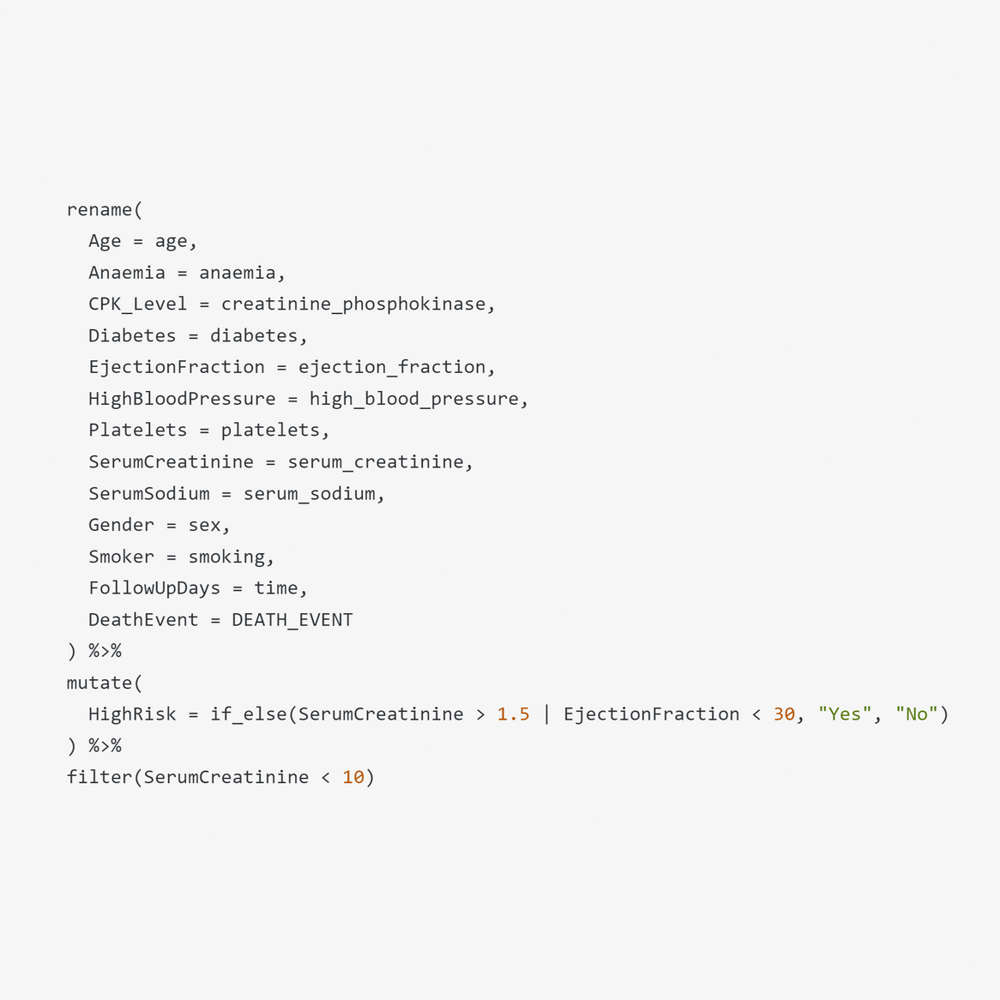 rename(
  Age = age,
  Anaemia = anaemia,
  CPK_Level = creatinine_phosphokinase,
  Diabetes = diabetes,
  EjectionFraction = ejection_fraction,
  HighBloodPressure = high_blood_pressure,
  Platelets = platelets,
  SerumCreatinine = serum_creatinine,
  SerumSodium = serum_sodium,
  Gender = sex,
  Smoker = smoking,
  FollowUpDays = time,
  DeathEvent = DEATH_EVENT
) %>%
mutate(
  HighRisk = if_else(SerumCreatinine > 1.5 | EjectionFraction < 30, "Yes", "No")
) %>%
filter(SerumCreatinine < 10)